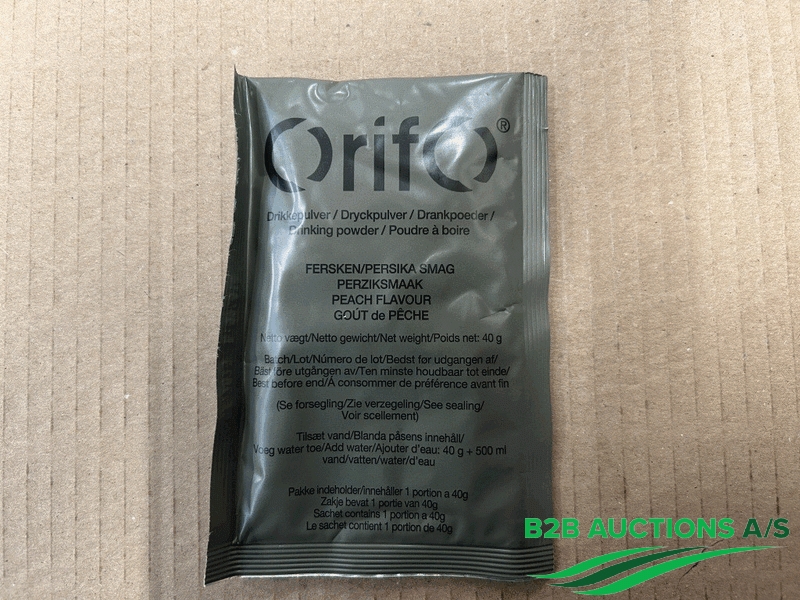 OrifO®
Drikkepulver / Dryckpulver / Drankpoeder /
Drinking powder / Poudre à boire
FERSKEN/PERSIKA SMAG
PERZIKSMAAK
PEACH FLAVOUR
GOÚT de PÊCHE
Netto vægt/Netto gewicht/Net weight/Poids net: 40 g
Batch/Lot/Número de lot/Bedst før udgangen af/
Bäst före utgången av/Ten minste houdbaar tot einde/
Best before end/A consommer de préférence avant fin
(Se forsegling/Zie verzegeling/See sealing/
Voir scellement)
Tilsæt vand/Blanda påsens innehåll/
Voeg water toe/Add water/Ajouter d'eau: 40 g + 500 ml
vand/vatten/water/d'eau
Pakke indeholder/innehåller 1 portion a 40g
Zakje bevat 1 portie van 40g
Sachet contains 1 portion a 40g
Le sachet contient 1 portion de 40g
B2B AUCTIONS A/S